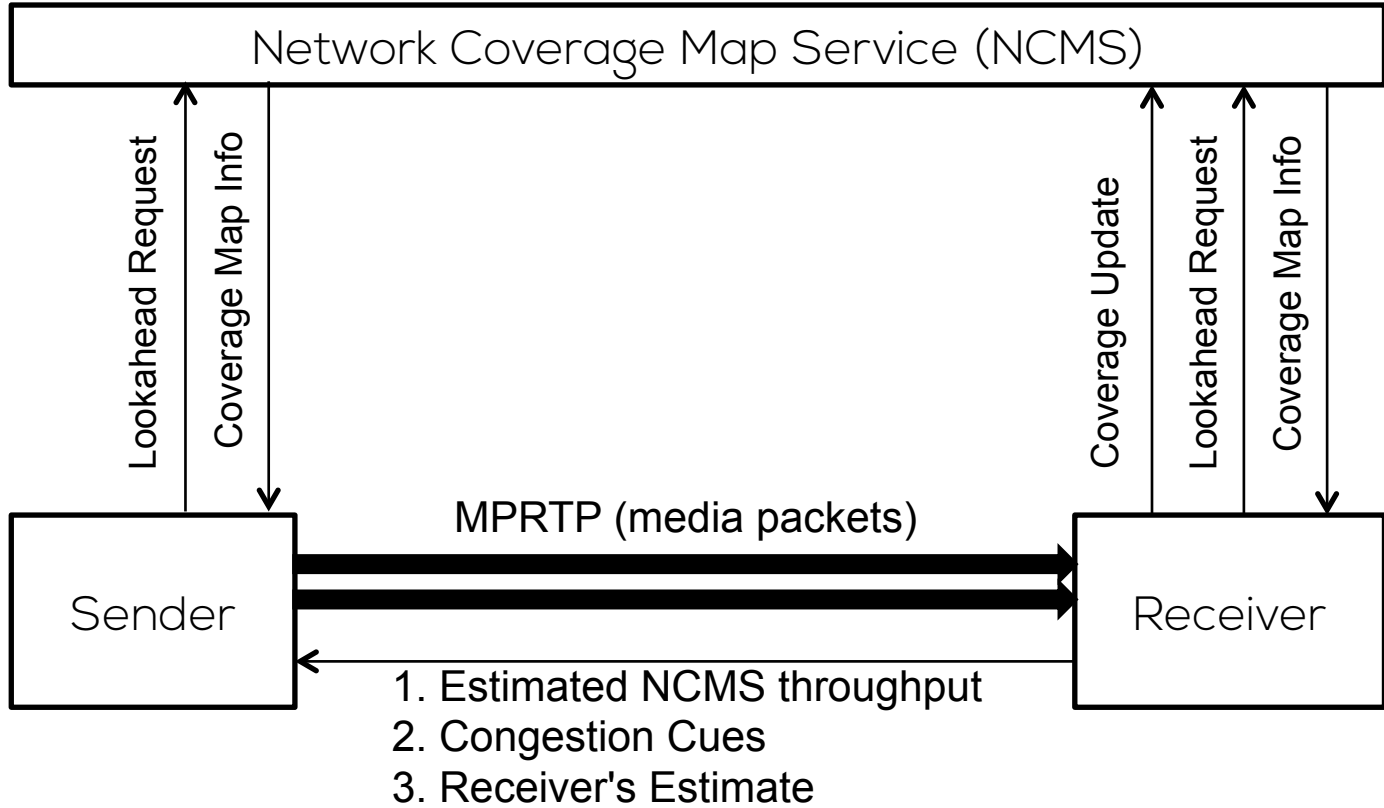 Network Coverage Map Service (NCMS)
Lookahead Request
Coverage Map Info
Coverage Update
Lookahead Request
Coverage Map Info
MPRTP (media packets)
Sender
Receiver
1. Estimated NCMS throughput
2. Congestion Cues
3. Receiver's Estimate